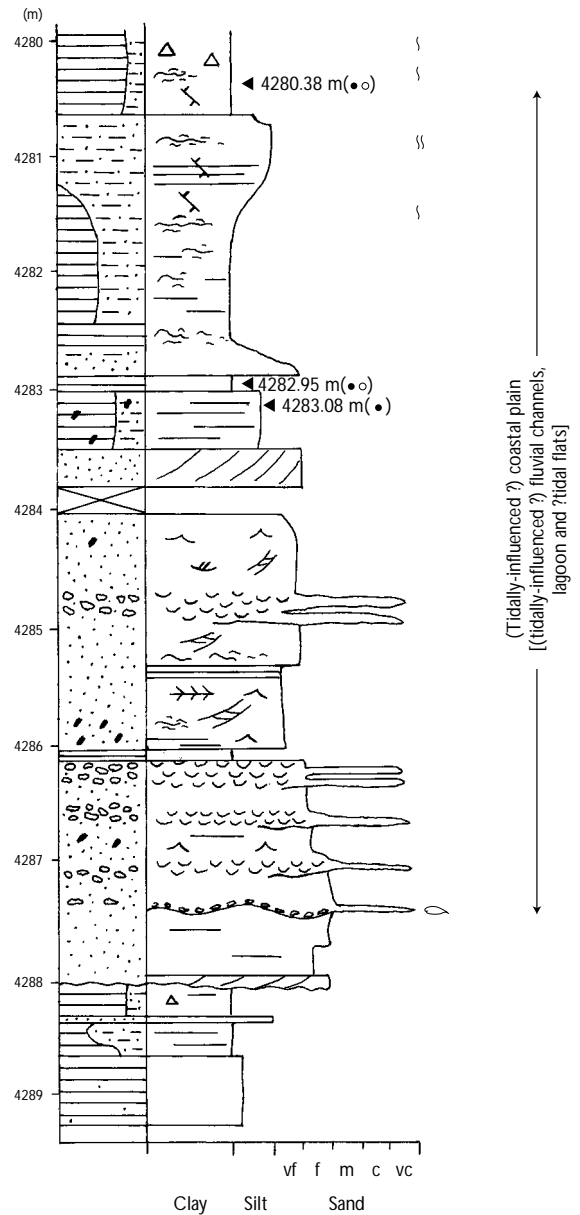 (m)
4280
4280.38 m(●○)
4281
4282
4282.95 m(●○)
4283
4283.08 m(●)
4284
4285
4286
4287
4288
4289
(Tidally-influenced ?) coastal plain
[(tidally-influenced ?) fluvial channels,
lagoon and ?tidal flats]
vf f m c vc
Clay Silt Sand